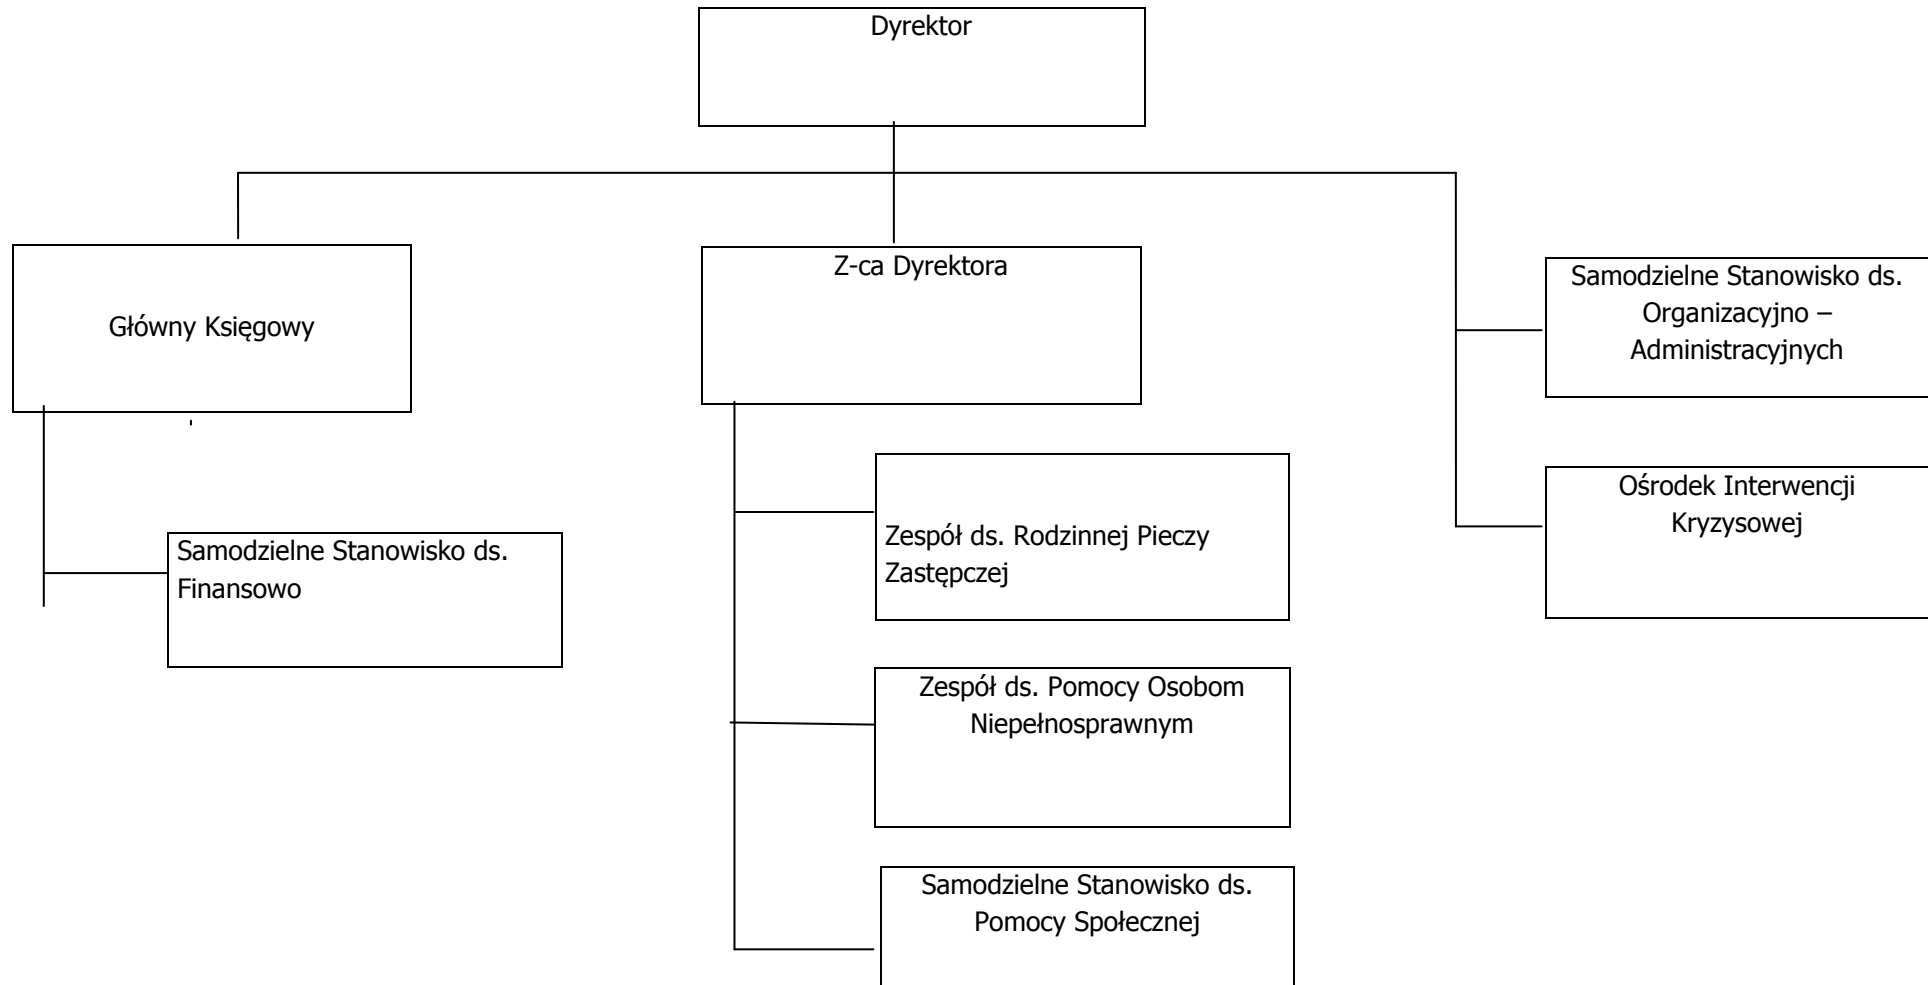 Dyrektor
Główny Księgowy
Z-ca Dyrektora
Samodzielne Stanowisko ds.
Organizacyjno –
Administracyjnych
Ośrodek Interwencji
Kryzysowej
Samodzielne Stanowisko ds.
Finansowo
Zespół ds. Rodzinnej Pieczy
Zastępczej
Zespół ds. Pomocy Osobom
Niepełnosprawnym
Samodzielne Stanowisko ds.
Pomocy Społecznej